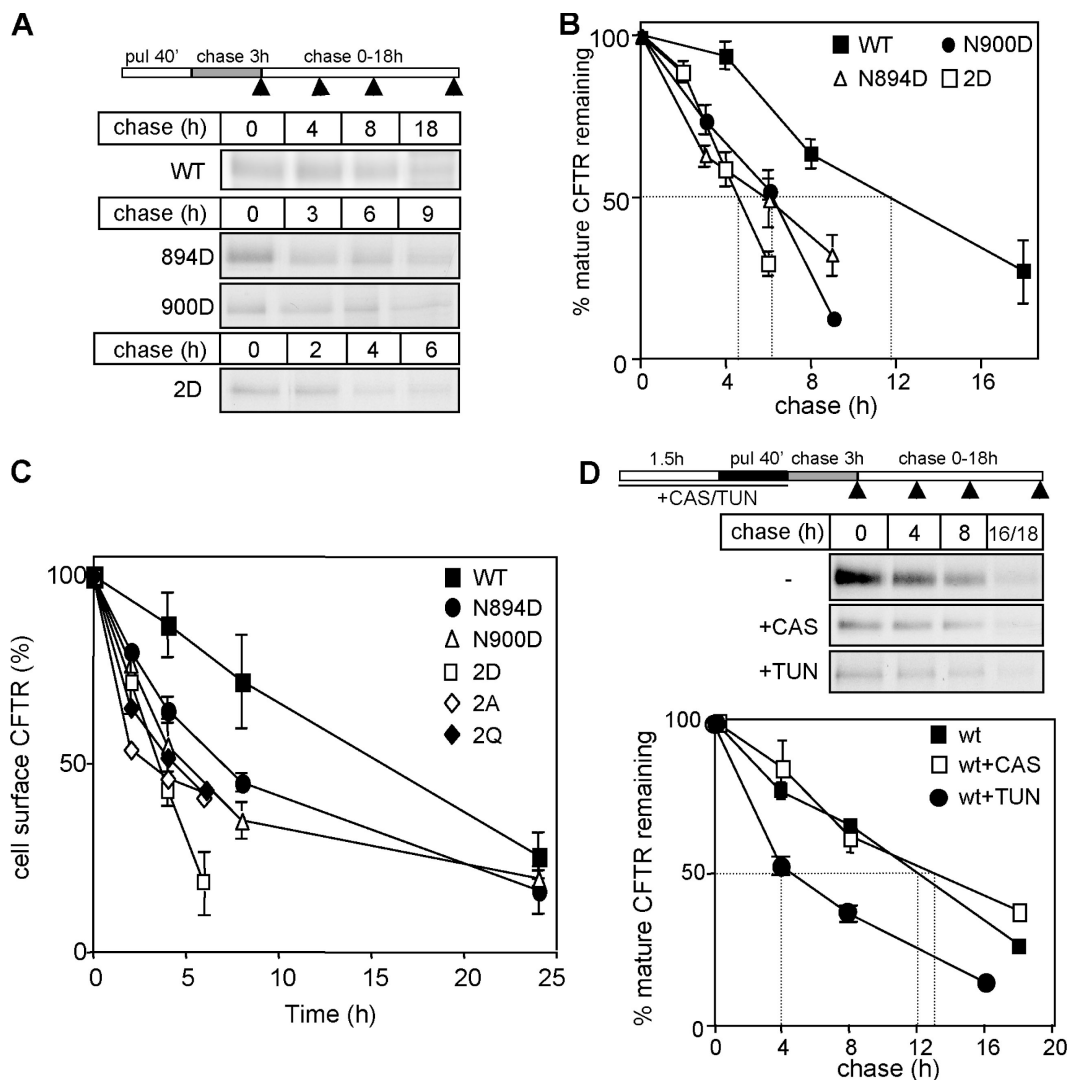 A
pul 40' chase 3h chase 0-18h
chase (h) 0 4 8 18
WT
chase (h) 0 3 6 9
894D
900D
chase (h) 0 2 4 6
2D
B
% mature CFTR remaining
100
50
0
WT N900D
N894D 2D
0 4 8 12 16
chase (h)
C
cell surface CFTR (%)
100
50
0
WT
N894D
N900D
2D
2A
2Q
0 5 10 15 20 25
Time (h)
D
1.5h pul 40' chase 3h chase 0-18h
+CAS/TUN
chase (h) 0 4 8 16/18
-
+CAS
+TUN
% mature CFTR remaining
100
50
0
wt
wt+CAS
wt+TUN
0 4 8 12 16 20
chase (h)